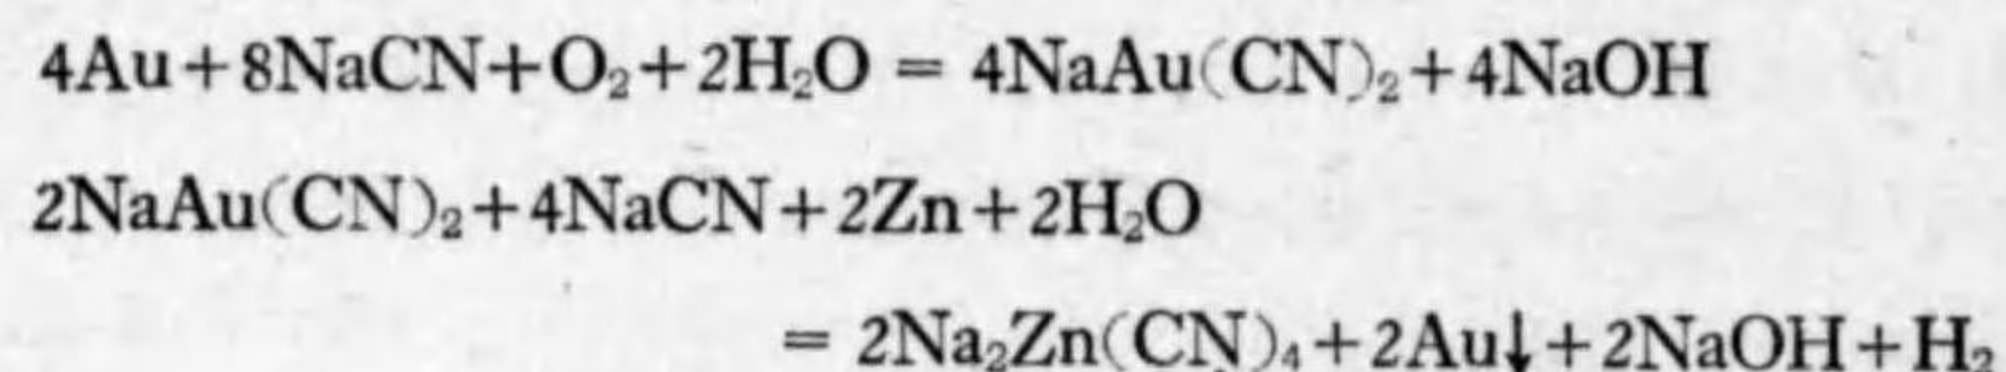 4Au+8NaCN+O₂+2H₂O = 4NaAu(CN)₂+4NaOH
2NaAu(CN)₂+4NaCN+2Zn+2H₂O
= 2Na₂Zn(CN)₄+2Au↓+2NaOH+H₂